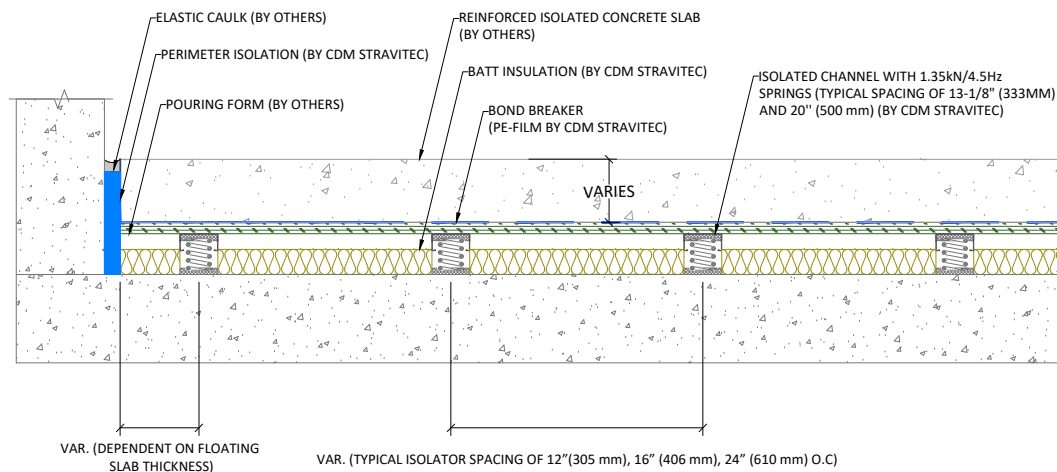 ELASTIC CAULK (BY OTHERS)
PERIMETER ISOLATION (BY CDM STRAVITEC)
POURING FORM (BY OTHERS)
REINFORCED ISOLATED CONCRETE SLAB
(BY OTHERS)
BATT INSULATION (BY CDM STRAVITEC)
BOND BREAKER
(PE-FILM BY CDM STRAVITEC)
ISOLATED CHANNEL WITH 1.35kN/4.5Hz
SPRINGS (TYPICAL SPACING OF 13-1/8" (333MM)
AND 20'' (500 mm) (BY CDM STRAVITEC)
VARIES
VAR. (DEPENDENT ON FLOATING
SLAB THICKNESS)
VAR. (TYPICAL ISOLATOR SPACING OF 12”(305 mm), 16” (406 mm), 24” (610 mm) O.C)